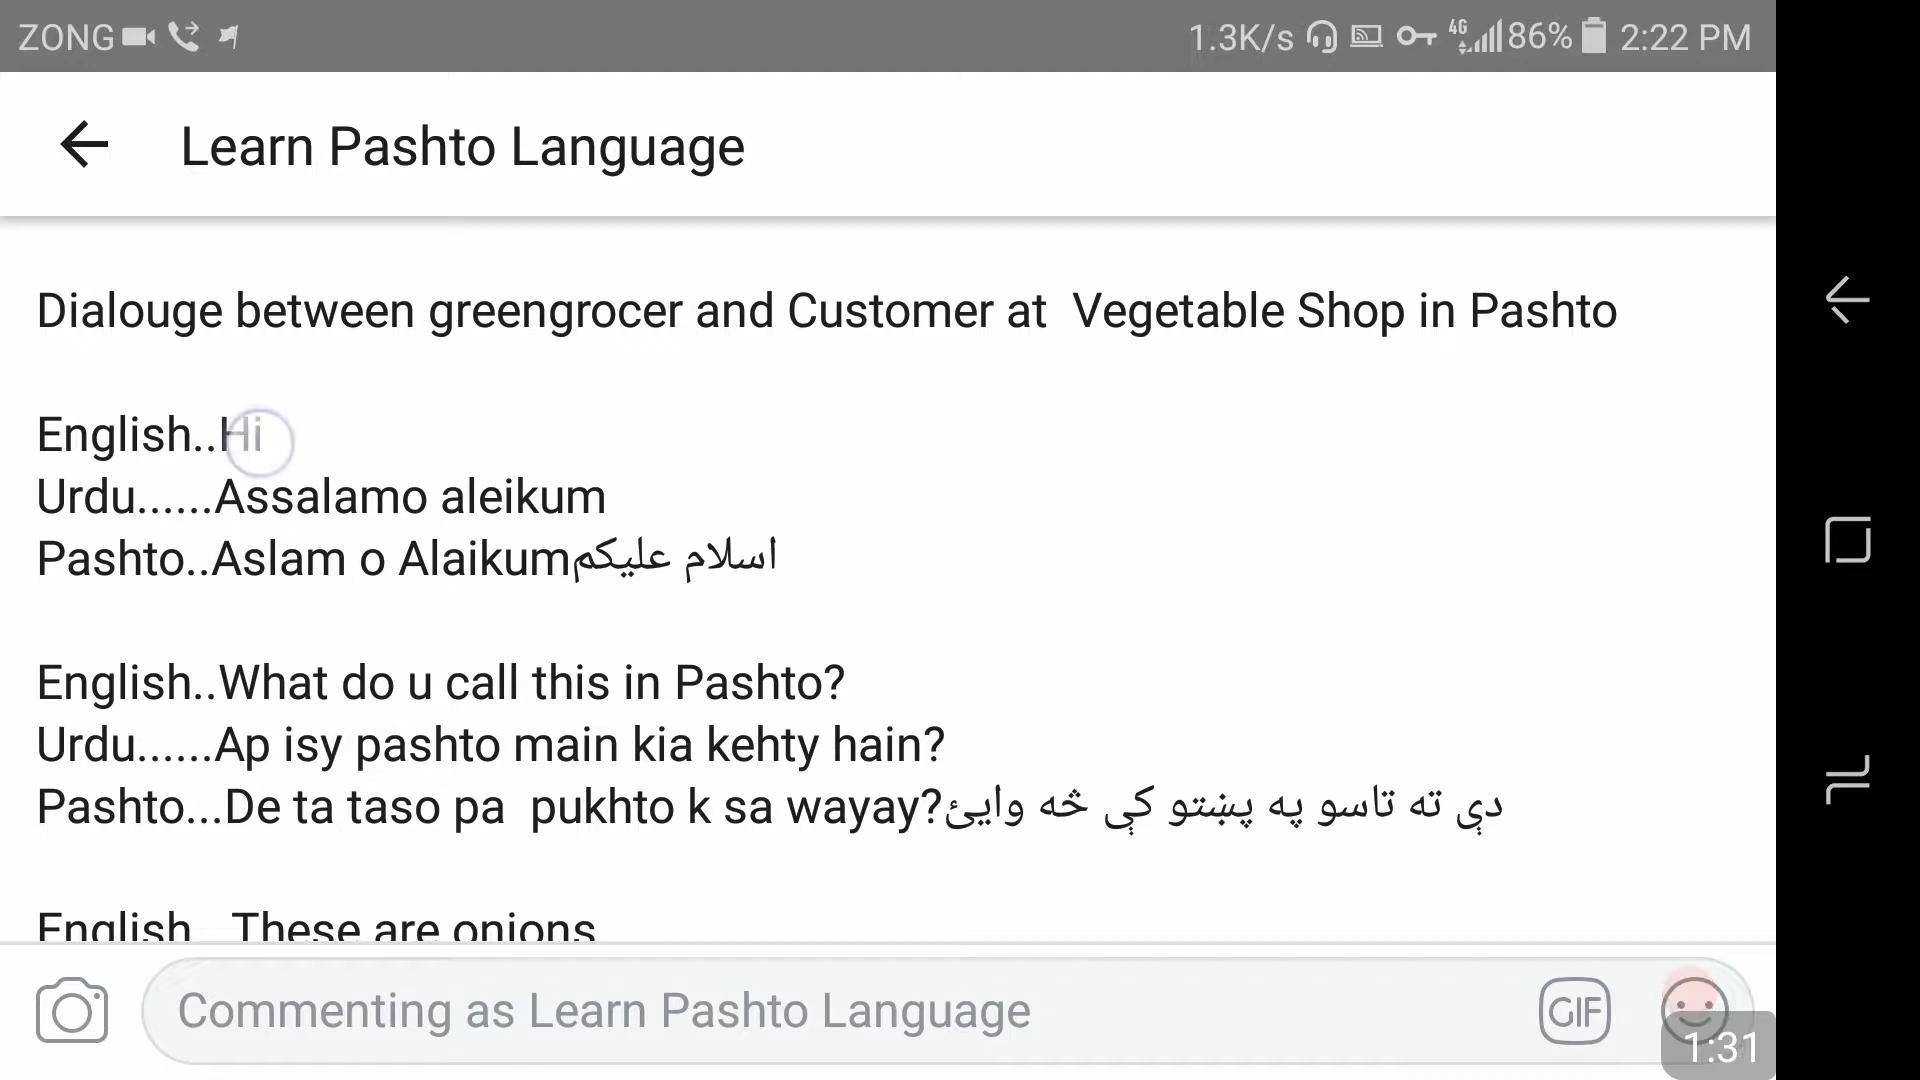 ZONG 1.3K/s 4G 86% 2:22 PM
Learn Pashto Language
Dialouge between greengrocer and Customer at Vegetable Shop in Pashto
English..Hi
Urdu......Assalamo aleikum
Pashto..Aslam o Alaikumاسلام علیکم
English..What do u call this in Pashto?
Urdu......Ap isy pashto main kia kehty hain?
Pashto...De ta taso pa pukhto k sa wayay?دې ته تاسو په پښتو کې څه وايئ
English...These are onions
Commenting as Learn Pashto Language
GIF
1:31